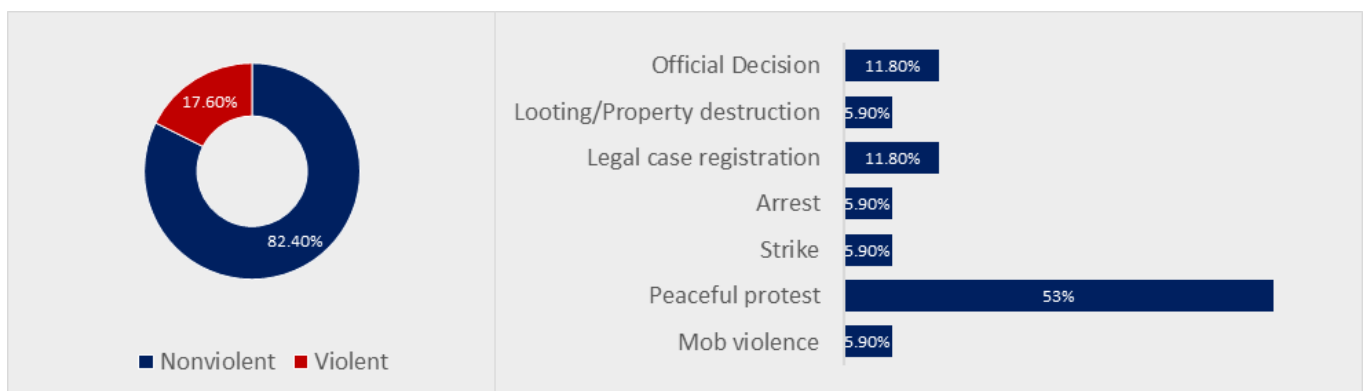 17.60%
82.40%
Nonviolent Violent
Official Decision 11.80%
Looting/Property destruction 5.90%
Legal case registration 11.80%
Arrest 5.90%
Strike 5.90%
Peaceful protest 53%
Mob violence 5.90%